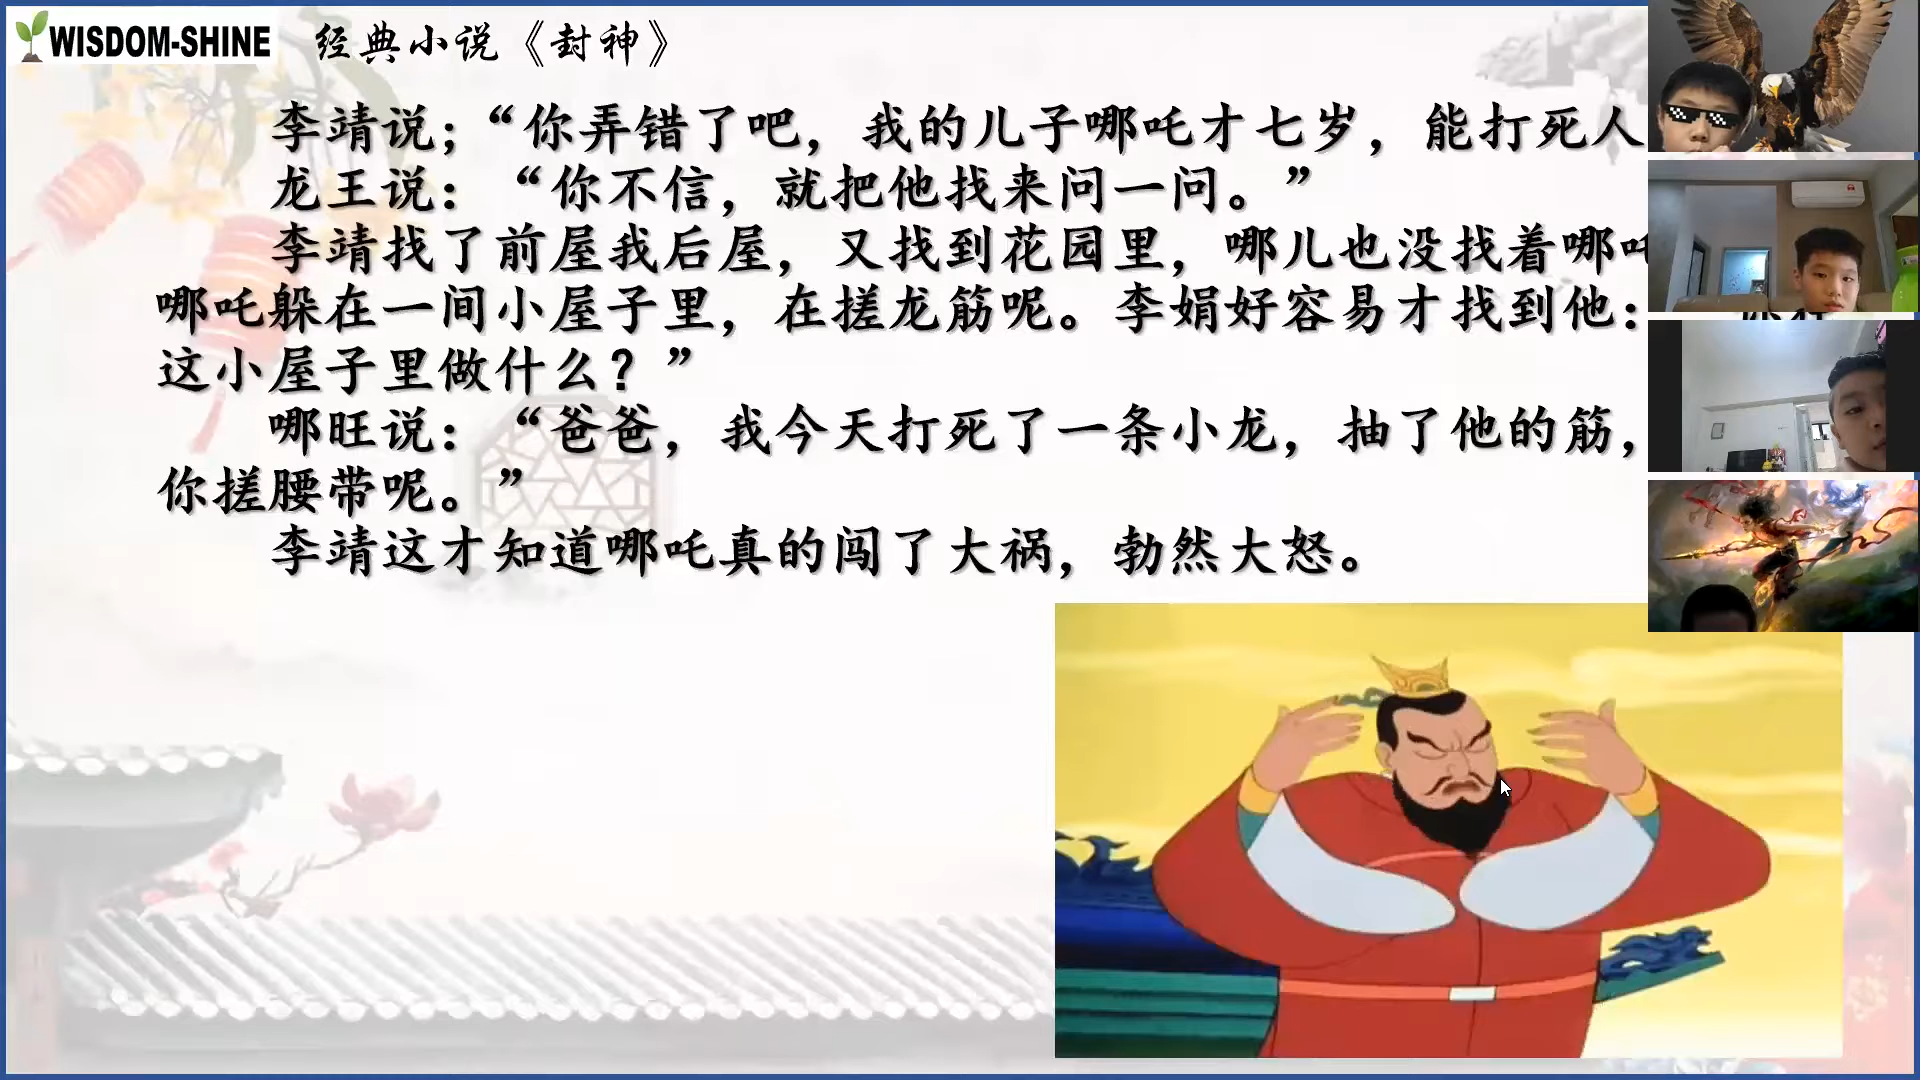 WISDOM-SHINE
经典小说《封神》
李靖说；“你弄错了吧，我的儿子哪吒才七岁，能打死人
龙王说：“你不信，就把他找来问一问。”
李靖找了前屋我后屋，又找到花园里，哪儿也没找着哪吒
哪吒躲在一间小屋子里，在搓龙筋呢。李娟好容易才找到他：
这小屋子里做什么？”
哪旺说：“爸爸，我今天打死了一条小龙，抽了他的筋，
你搓腰带呢。”
李靖这才知道哪吒真的闯了大祸，勃然大怒。